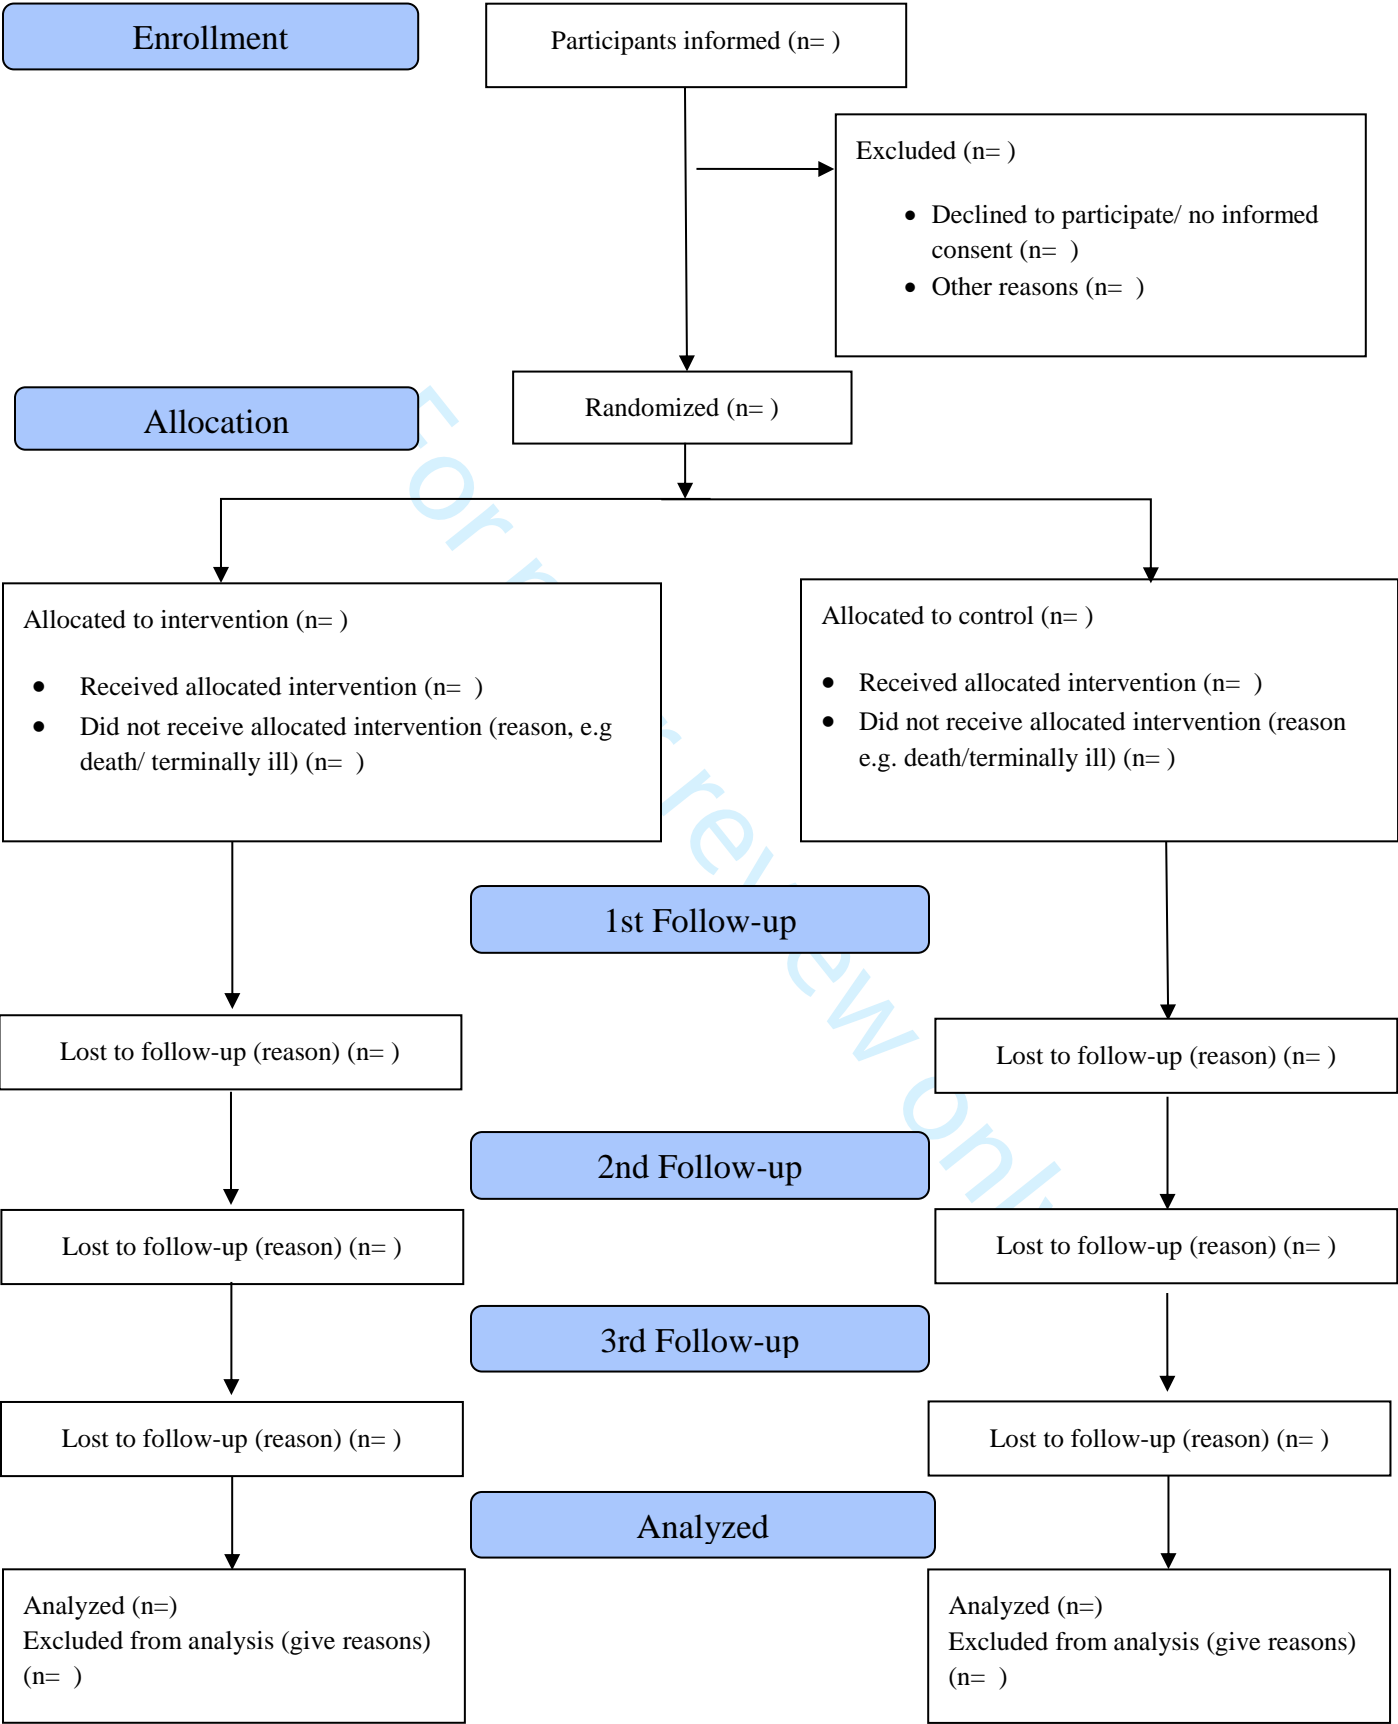 Enrollment
Participants informed (n= )
Excluded (n= )
• Declined to participate/ no informed
consent (n=  )
• Other reasons (n=  )
Allocation
Randomized (n= )
Allocated to intervention (n= )
• Received allocated intervention (n=  )
• Did not receive allocated intervention (reason, e.g
death/ terminally ill) (n=  )
Allocated to control (n= )
• Received allocated intervention (n=  )
• Did not receive allocated intervention (reason
e.g. death/terminally ill) (n= )
1st Follow-up
Lost to follow-up (reason) (n= )
Lost to follow-up (reason) (n= )
2nd Follow-up
Lost to follow-up (reason) (n= )
Lost to follow-up (reason) (n= )
3rd Follow-up
Lost to follow-up (reason) (n= )
Lost to follow-up (reason) (n= )
Analyzed
Analyzed (n=)
Excluded from analysis (give reasons)
(n=  )
Analyzed (n=)
Excluded from analysis (give reasons)
(n=  )
For review only